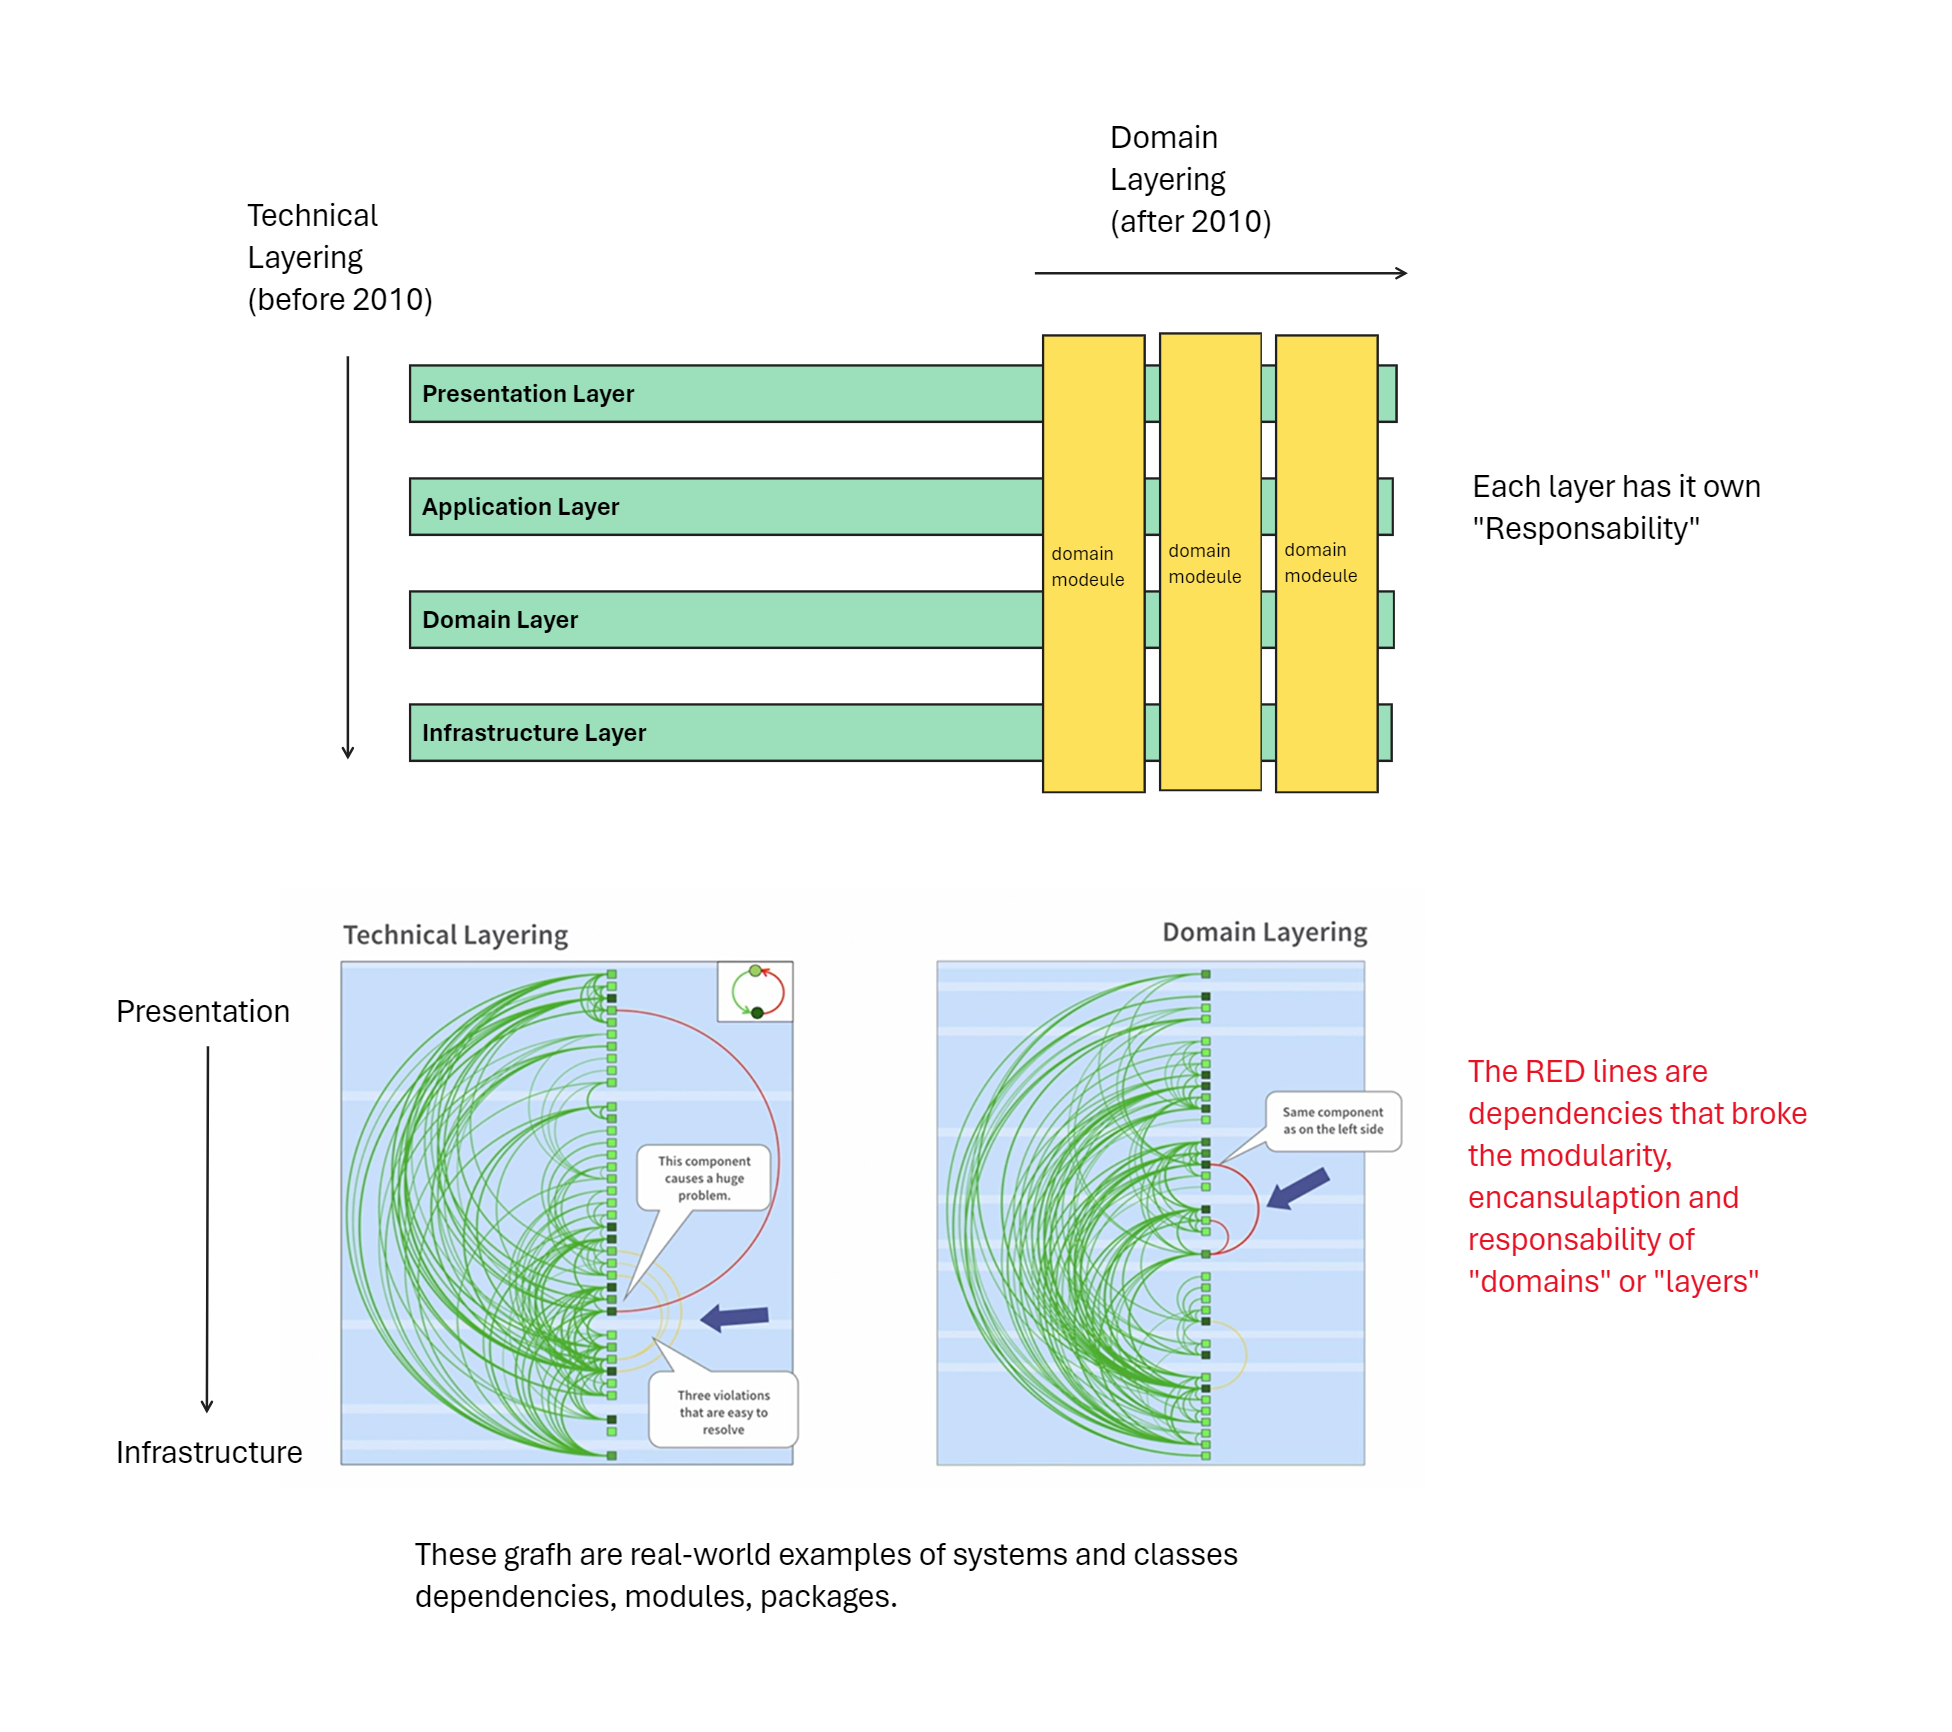 Domain
Layering
(after 2010)
Technical
Layering
(before 2010)
Presentation Layer
Application Layer
Domain Layer
Infrastructure Layer
domain
modeule
domain
modeule
domain
modeule
Each layer has it own
"Responsability"
Technical Layering
Domain Layering
Presentation
Infrastructure
This component
causes a huge
problem.
Three violations
that are easy to
resolve
Same component
as on the left side
The RED lines are
dependencies that broke
the modularity,
encansulaption and
responsability of
"domains" or "layers"
These grafh are real-world examples of systems and classes
dependencies, modules, packages.